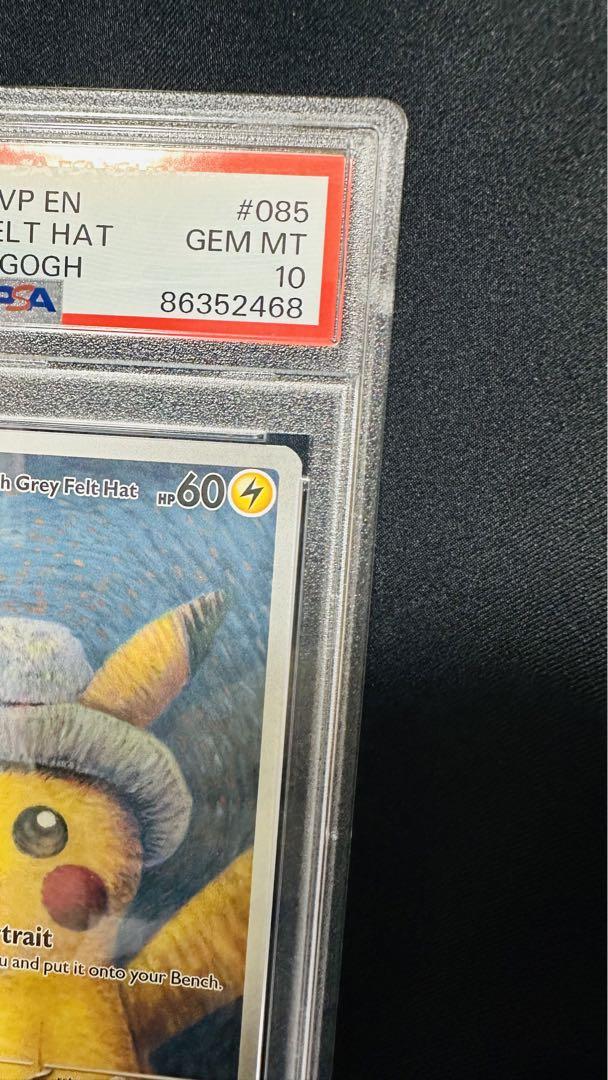 VP EN #085
ELT HAT GEM MT
GOGH 10
PSA 86352468
h Grey Felt Hat HP60
trait
u and put it onto your Bench.